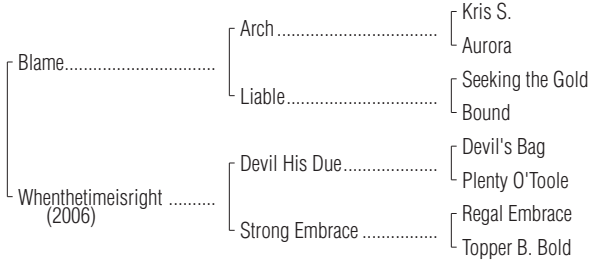 Kris S.
Arch ..................................
Aurora
Blame..............................
Seeking the Gold
Liable................................
Bound
Devil's Bag
Devil His Due....................
Plenty O'Toole
Whenthetimeisright ..........
(2006)
Regal Embrace
Strong Embrace ................
Topper B. Bold